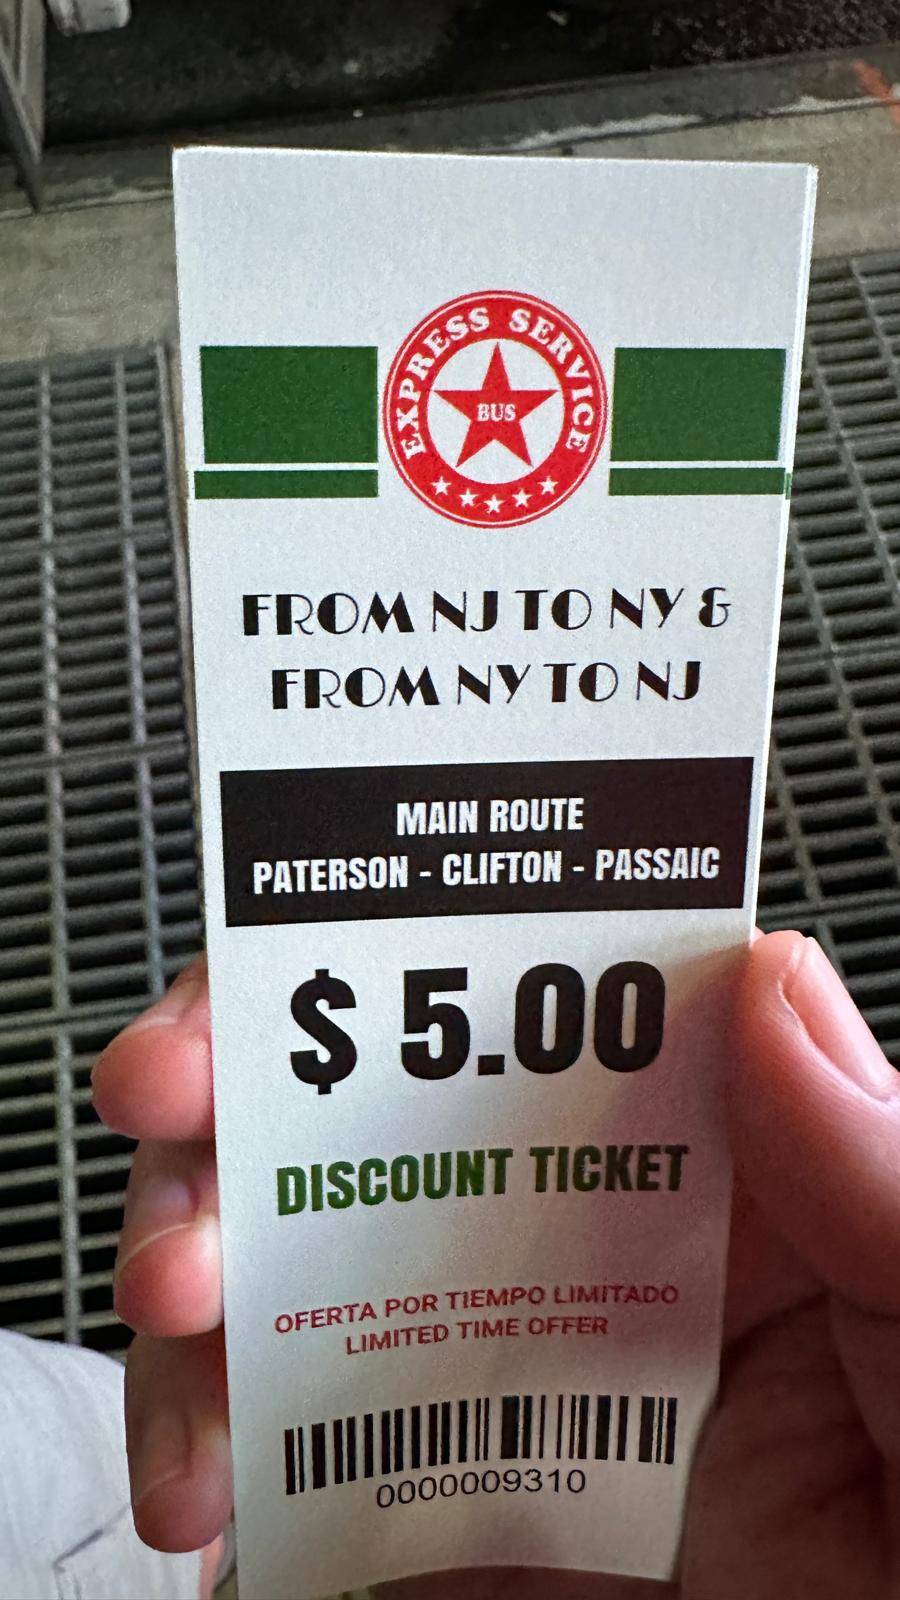 EXPRESS SERVICE
BUS
FROM NJ TO NY &
FROM NY TO NJ
MAIN ROUTE
PATERSON - CLIFTON - PASSAIC
$ 5.00
DISCOUNT TICKET
OFERTA POR TIEMPO LIMITADO
LIMITED TIME OFFER
0000009310